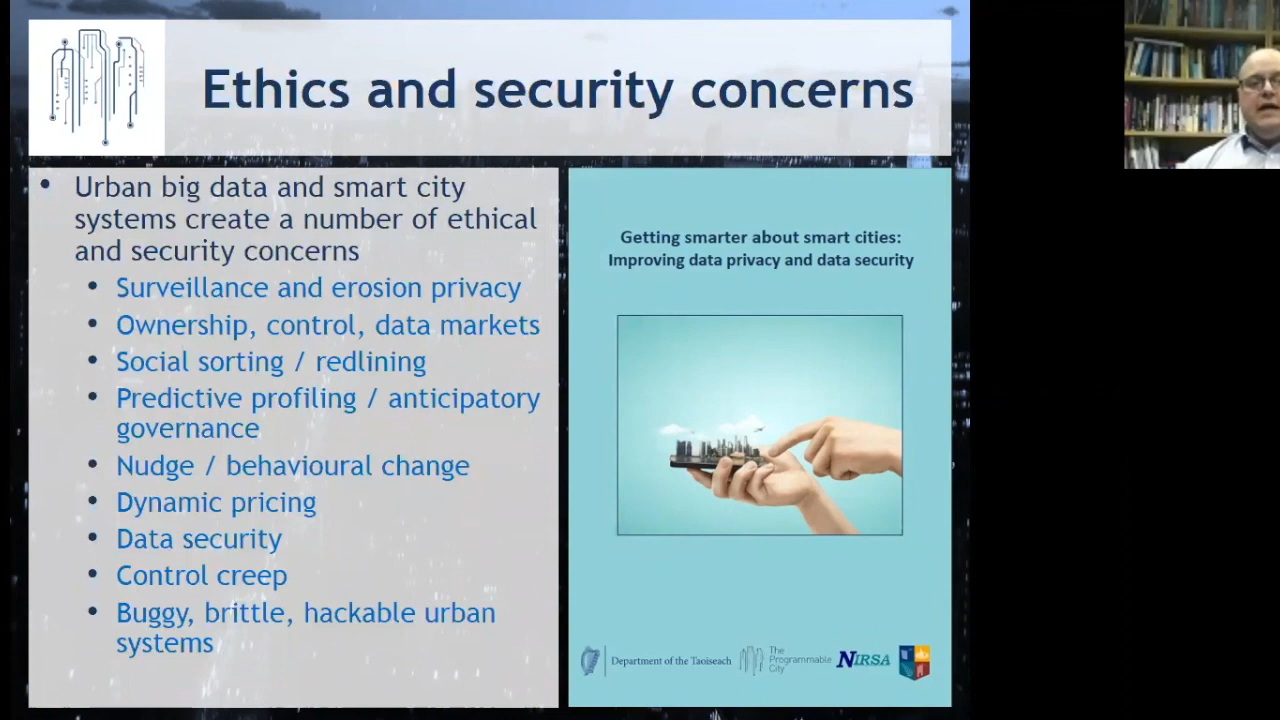 Ethics and security concerns
• Urban big data and smart city
systems create a number of ethical
and security concerns
• Surveillance and erosion privacy
• Ownership, control, data markets
• Social sorting / redlining
• Predictive profiling / anticipatory
governance
• Nudge / behavioural change
• Dynamic pricing
• Data security
• Control creep
• Buggy, brittle, hackable urban
systems
Getting smarter about smart cities:
Improving data privacy and data security
Department of the Taoiseach
The
Programmable
City
NIRSA